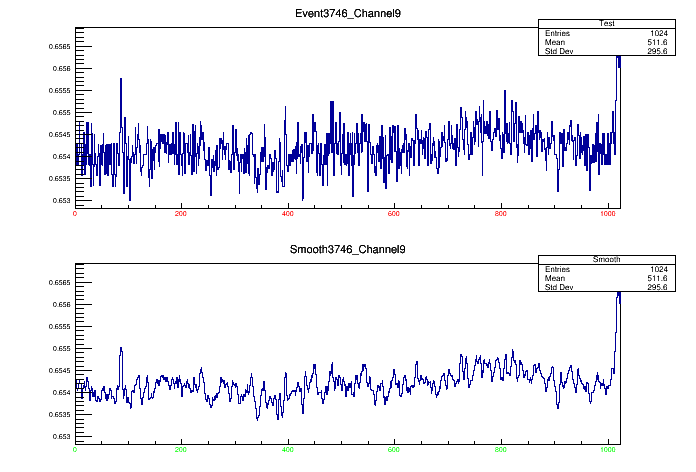 Event3746_Channel9
Test
Entries 1024
Mean 511.6
Std Dev 295.6
0.6565
0.656
0.6555
0.655
0.6545
0.654
0.6535
0.653
0 200 400 600 800 1000
Smooth3746_Channel9
Smooth
Entries 1024
Mean 511.6
Std Dev 295.6
0.6565
0.656
0.6555
0.655
0.6545
0.654
0.6535
0.653
0 200 400 600 800 1000